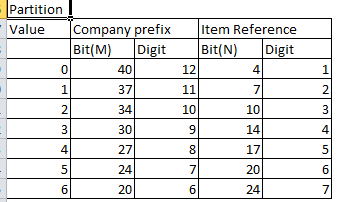 Partition
Value Company prefix Item Reference
Bit(M) Digit Bit(N) Digit
0 40 12 4 1
1 37 11 7 2
2 34 10 10 3
3 30 9 14 4
4 27 8 17 5
5 24 7 20 6
6 20 6 24 7